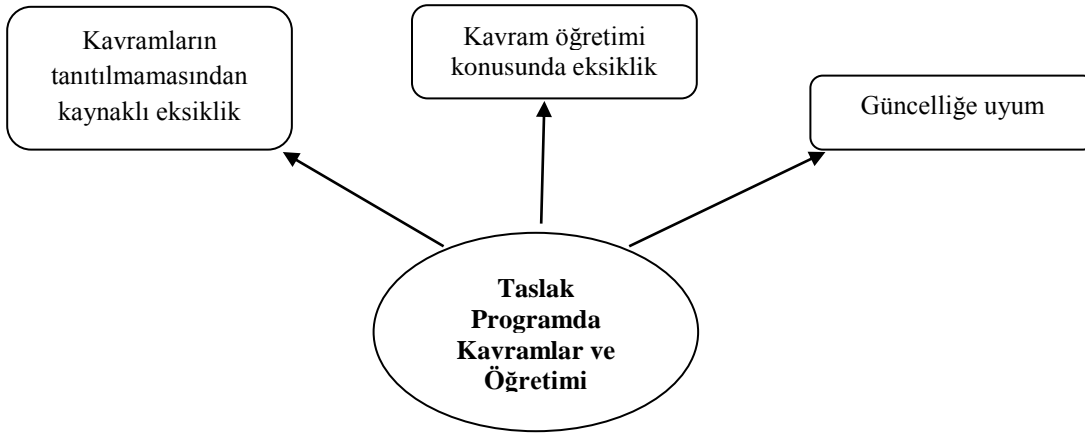 Kavramların
tanıtılmamasından
kaynaklı eksiklik
Kavram öğretimi
konusunda eksiklik
Güncelliğe uyum
Taslak
Programda
Kavramlar ve
Öğretimi